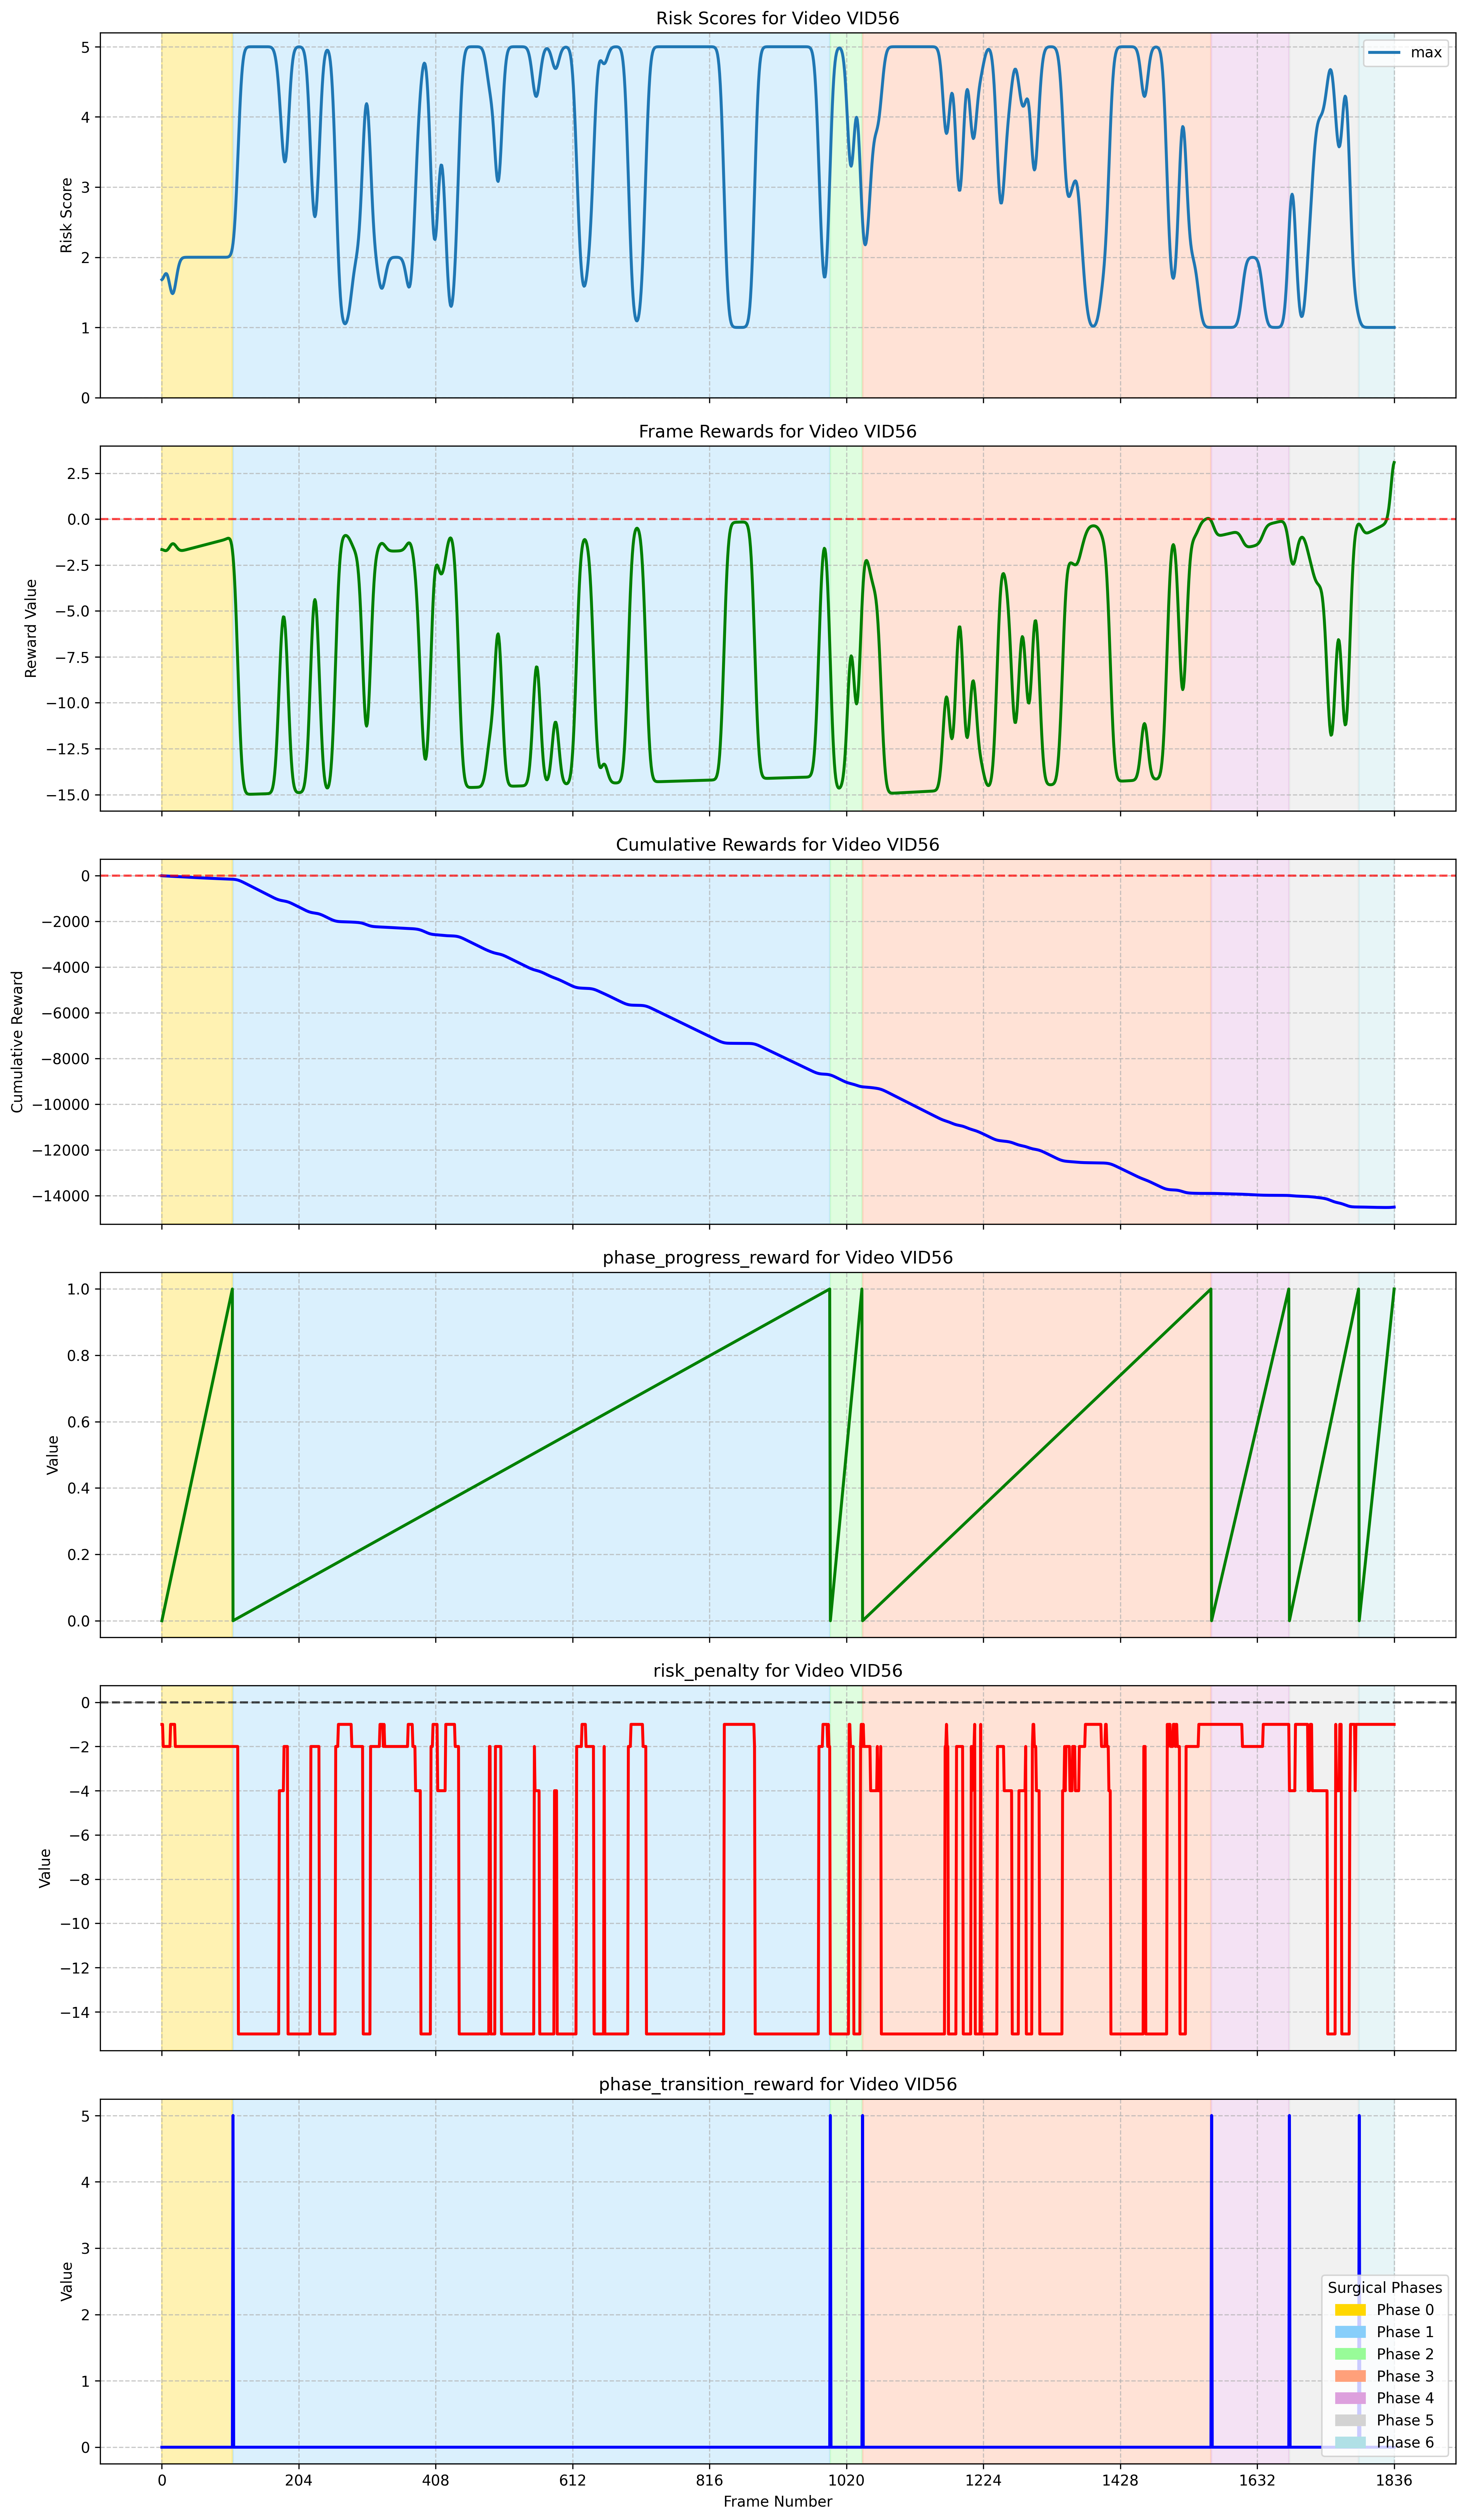 Risk Scores for Video VID56
max
5
4
3
2
1
0
Risk Score
Frame Rewards for Video VID56
2.5
0.0
−2.5
−5.0
−7.5
−10.0
−12.5
−15.0
Reward Value
Cumulative Rewards for Video VID56
0
−2000
−4000
−6000
−8000
−10000
−12000
−14000
Cumulative Reward
phase_progress_reward for Video VID56
1.0
0.8
0.6
0.4
0.2
0.0
Value
risk_penalty for Video VID56
0
−2
−4
−6
−8
−10
−12
−14
Value
phase_transition_reward for Video VID56
5
4
3
2
1
0
Value
Surgical Phases
Phase 0
Phase 1
Phase 2
Phase 3
Phase 4
Phase 5
Phase 6
0 204 408 612 816 1020 1224 1428 1632 1836
Frame Number